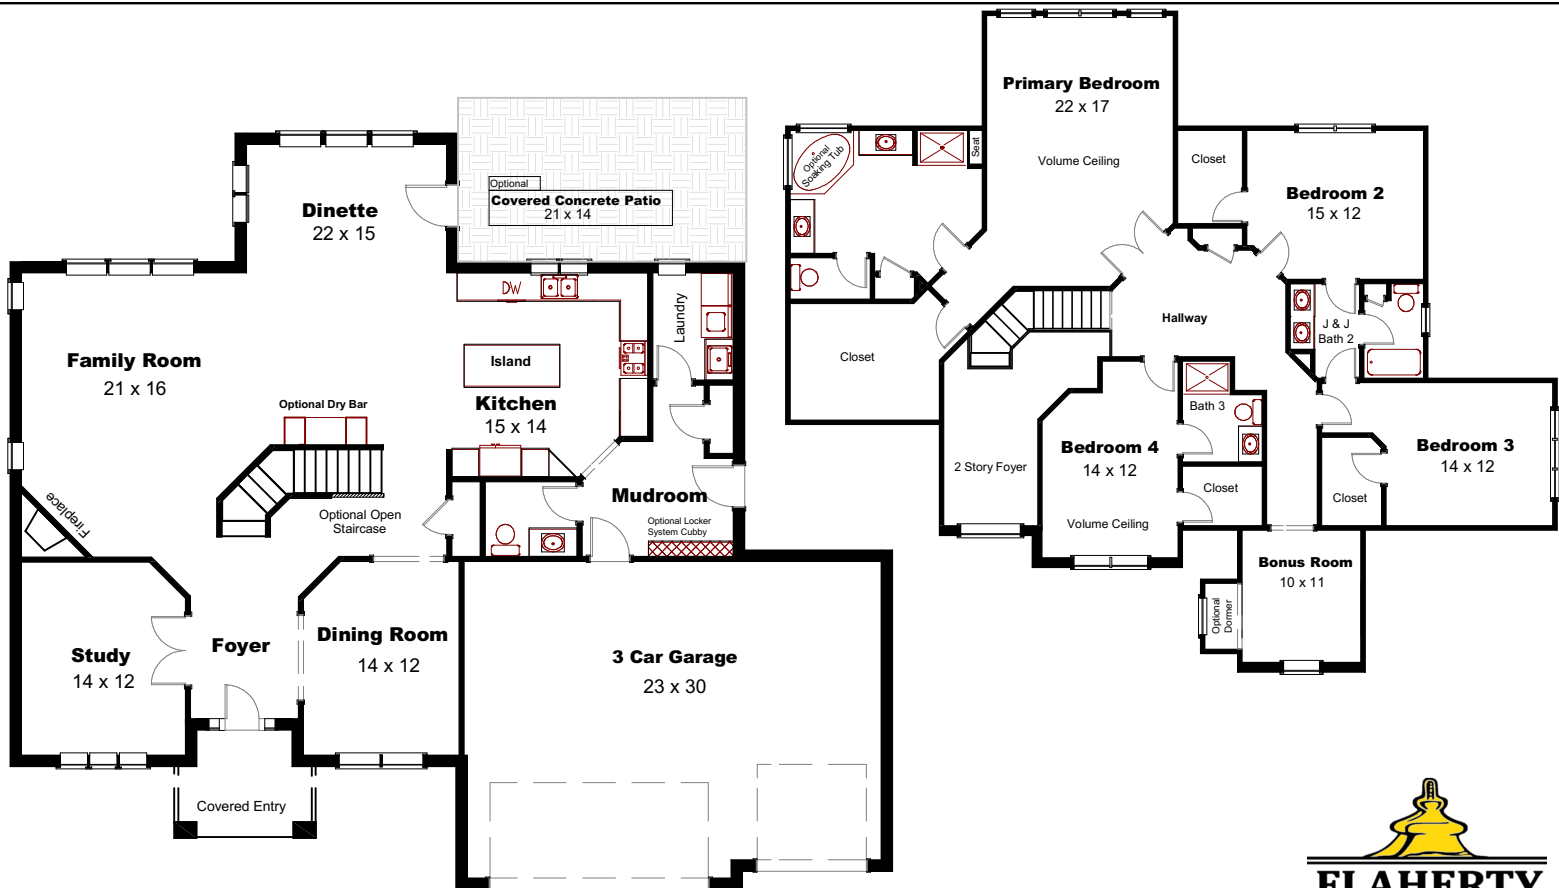 Dinette
22 x 15
Optional
Covered Concrete Patio
21 x 14
DW
Laundry
Family Room
21 x 16
Island
Optional Dry Bar
Kitchen
15 x 14
Fireplace
Optional Open
Staircase
Mudroom
Optional Locker
System Cubby
Study
14 x 12
Foyer
Dining Room
14 x 12
3 Car Garage
23 x 30
Covered Entry
Primary Bedroom
22 x 17
Volume Ceiling
Optional
Soaking Tub
Seat
Closet
Bedroom 2
15 x 12
Closet
Hallway
J & J
Bath 2
Bath 3
Bedroom 4
14 x 12
Volume Ceiling
2 Story Foyer
Closet
Bedroom 3
14 x 12
Closet
Bonus Room
10 x 11
Optional
Dormer
FLAHERTY